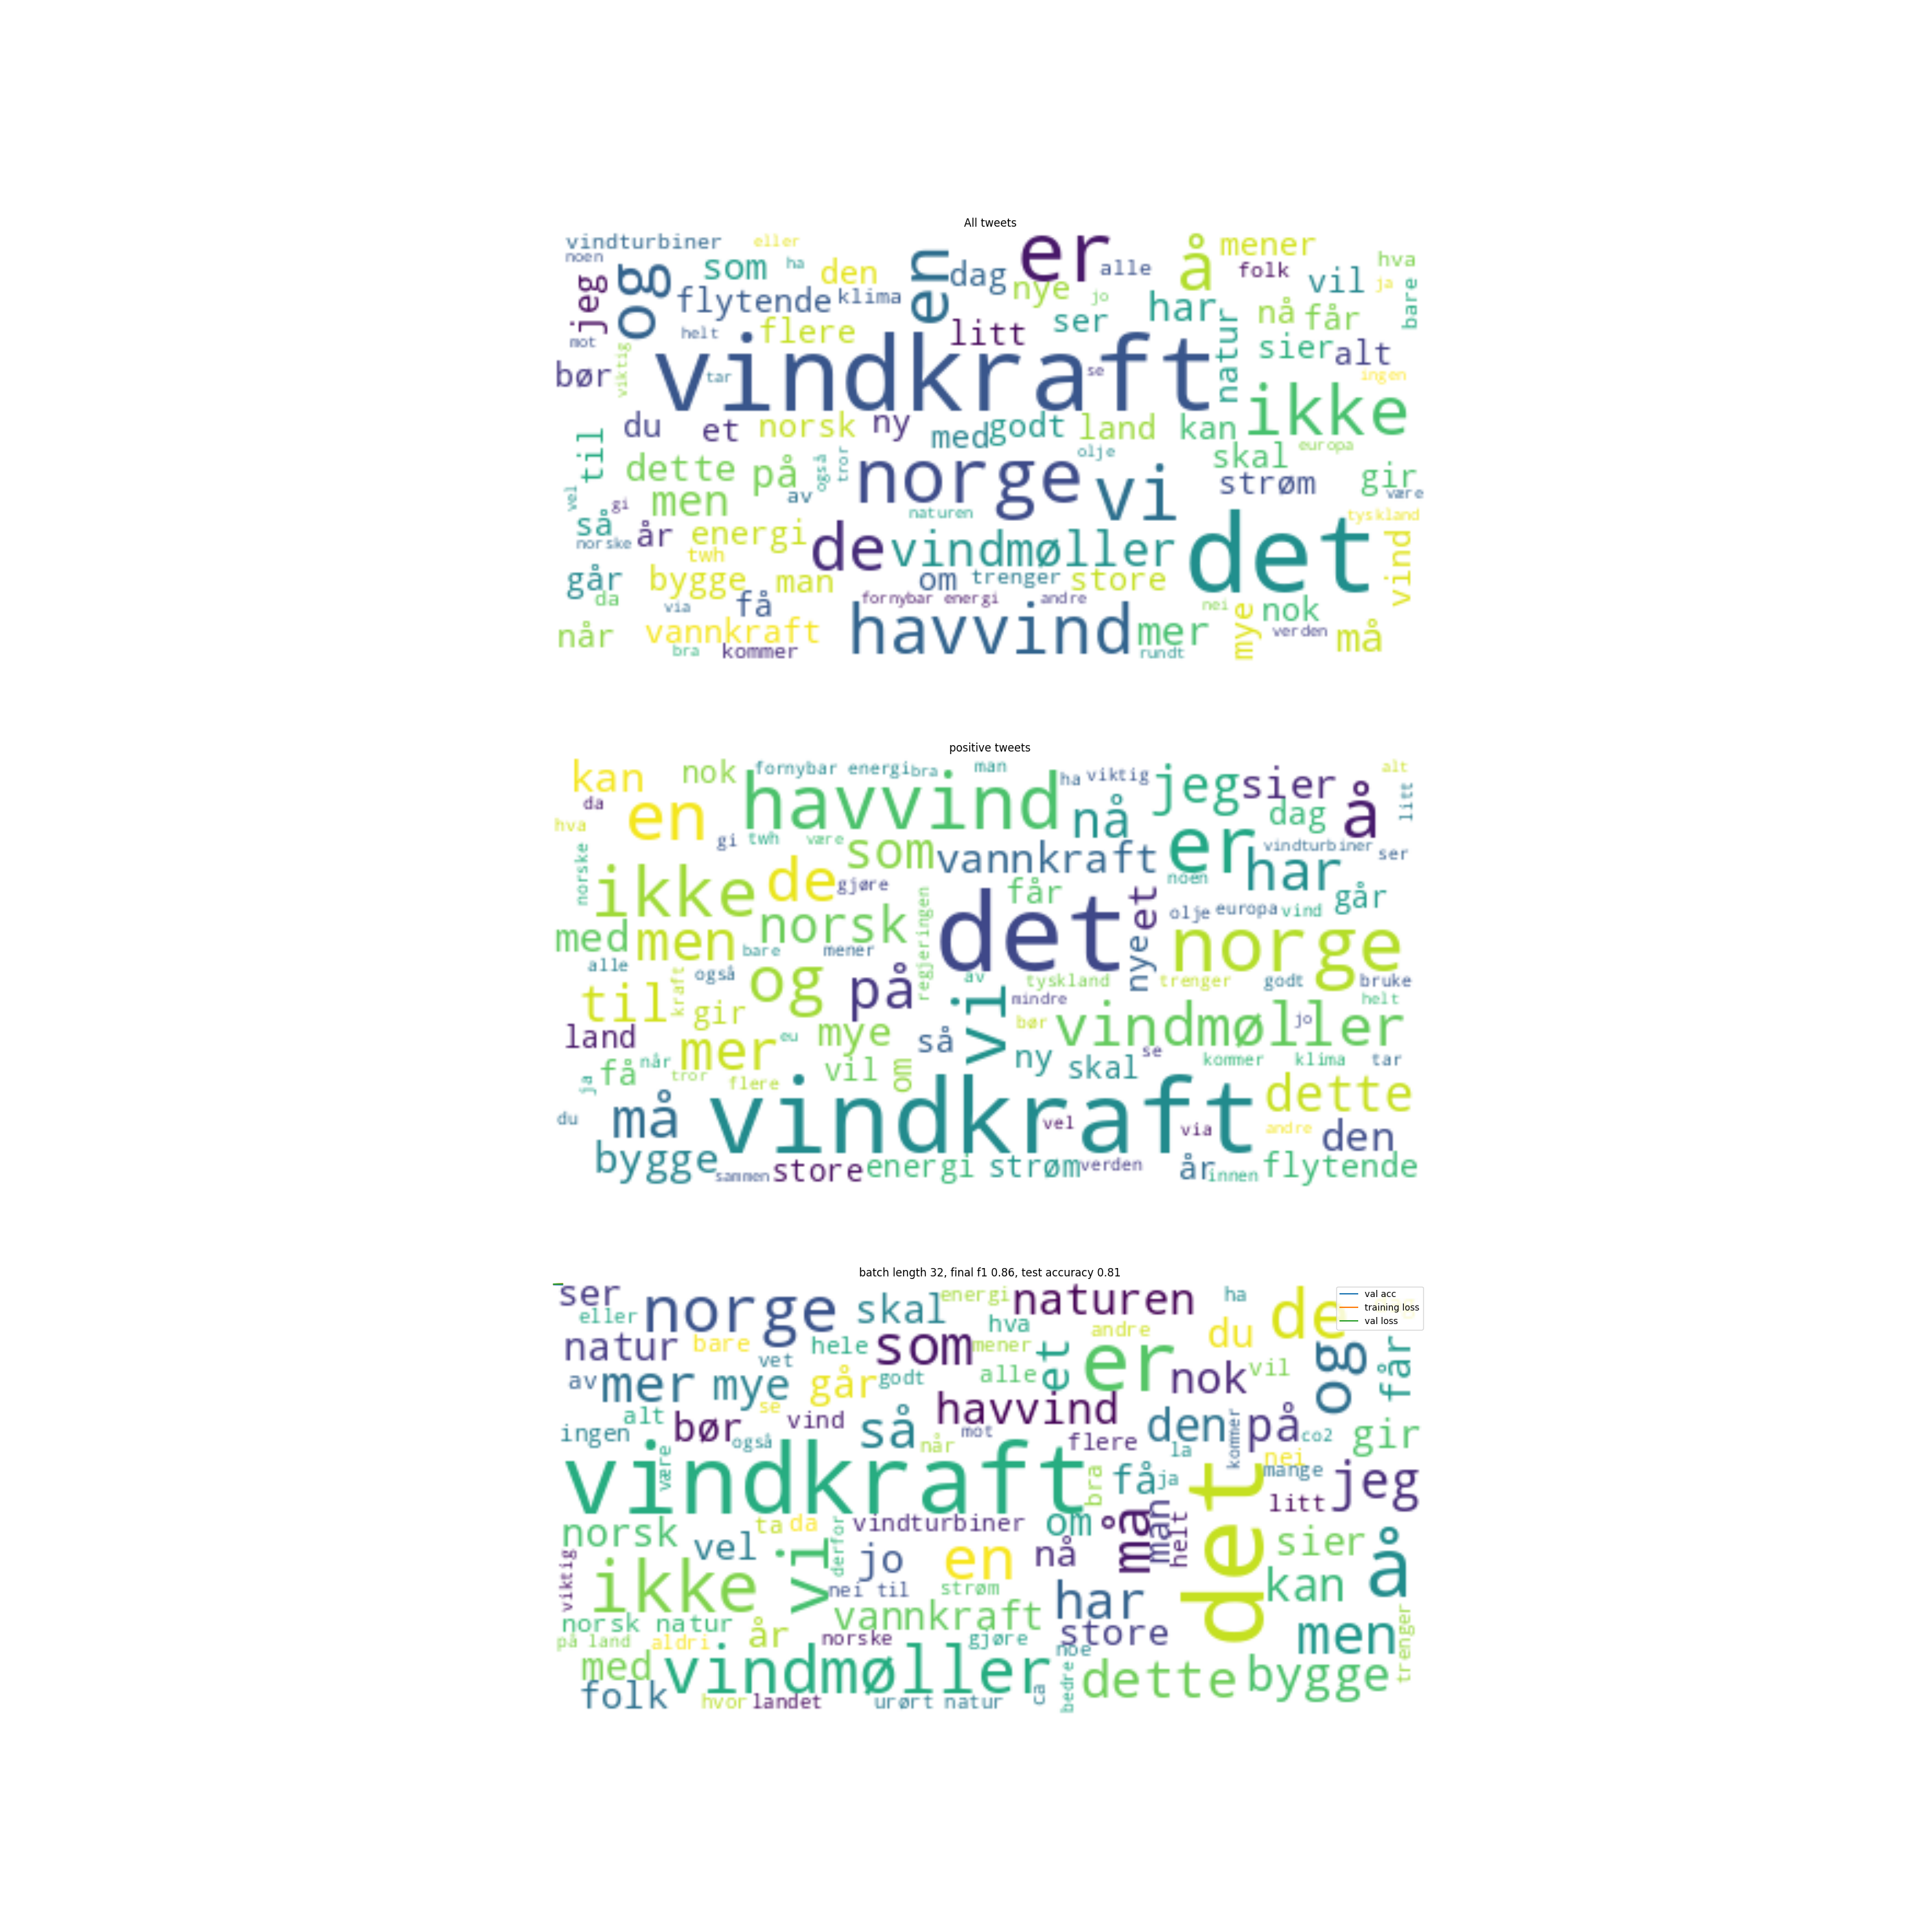 All tweets
vindturbiner eller er å mener
noen og som ha den en dag alle folk vil hva
jeg flytende klima nye jo har ja bare
mot helt flere litt ser natur nå får
bør viktig vindkraft tar se sier alt
ingen
du et norsk ny med godt land kan ikke
til dette på også tror norge olje vi skal europa
vel gi men av strøm gir være
så naturen tyskland
norske år energi de vindmøller det vind
twh
går bygge man om trenger store
da via få fornybar energi andre nei mye nok
når vannkraft havvind mer verden må
bra kommer rundt
positive tweets
kan nok fornybar energi bra man ha viktig jeg sier alt
da en havvind nå dag å litt
hva gi twh være som vannkraft er vindturbiner ser
norske ikke de gjøre får noen har går
med men norsk regjeringen det et olje europa vind
alle bare mener nye norge
også og på av tyskland trenger godt bruke
til kraft gir vi mindre helt
land mye så bør vindmøller jo
mer eu ny skal se kommer klima tar
ja få når tror flere vil om
du må vindkraft vel via dette
andre den
bygge sammen store energi strøm verden år innen flytende
batch length 32, final f1 0.86, test accuracy 0.81
ser norge skal energi naturen ha de val acc
eller hva training loss
natur bare hele som mener et andre du val loss
vet alle er nok vil og får
av mer mye går godt
se havvind
ingen alt bør vind så mot den på co2 gir
også når flere la kommer nei
vindkraft være bra få ja det mange jeg
litt
norsk ta da vindturbiner om må man helt sier
viktig vel vi derfor jo en nå å
ikke nei til strøm har kan
norsk natur vannkraft
på land aldri år norske gjøre store men trenger
noe
med vindmøller bedre dette bygge
folk hvor landet urørt natur ca